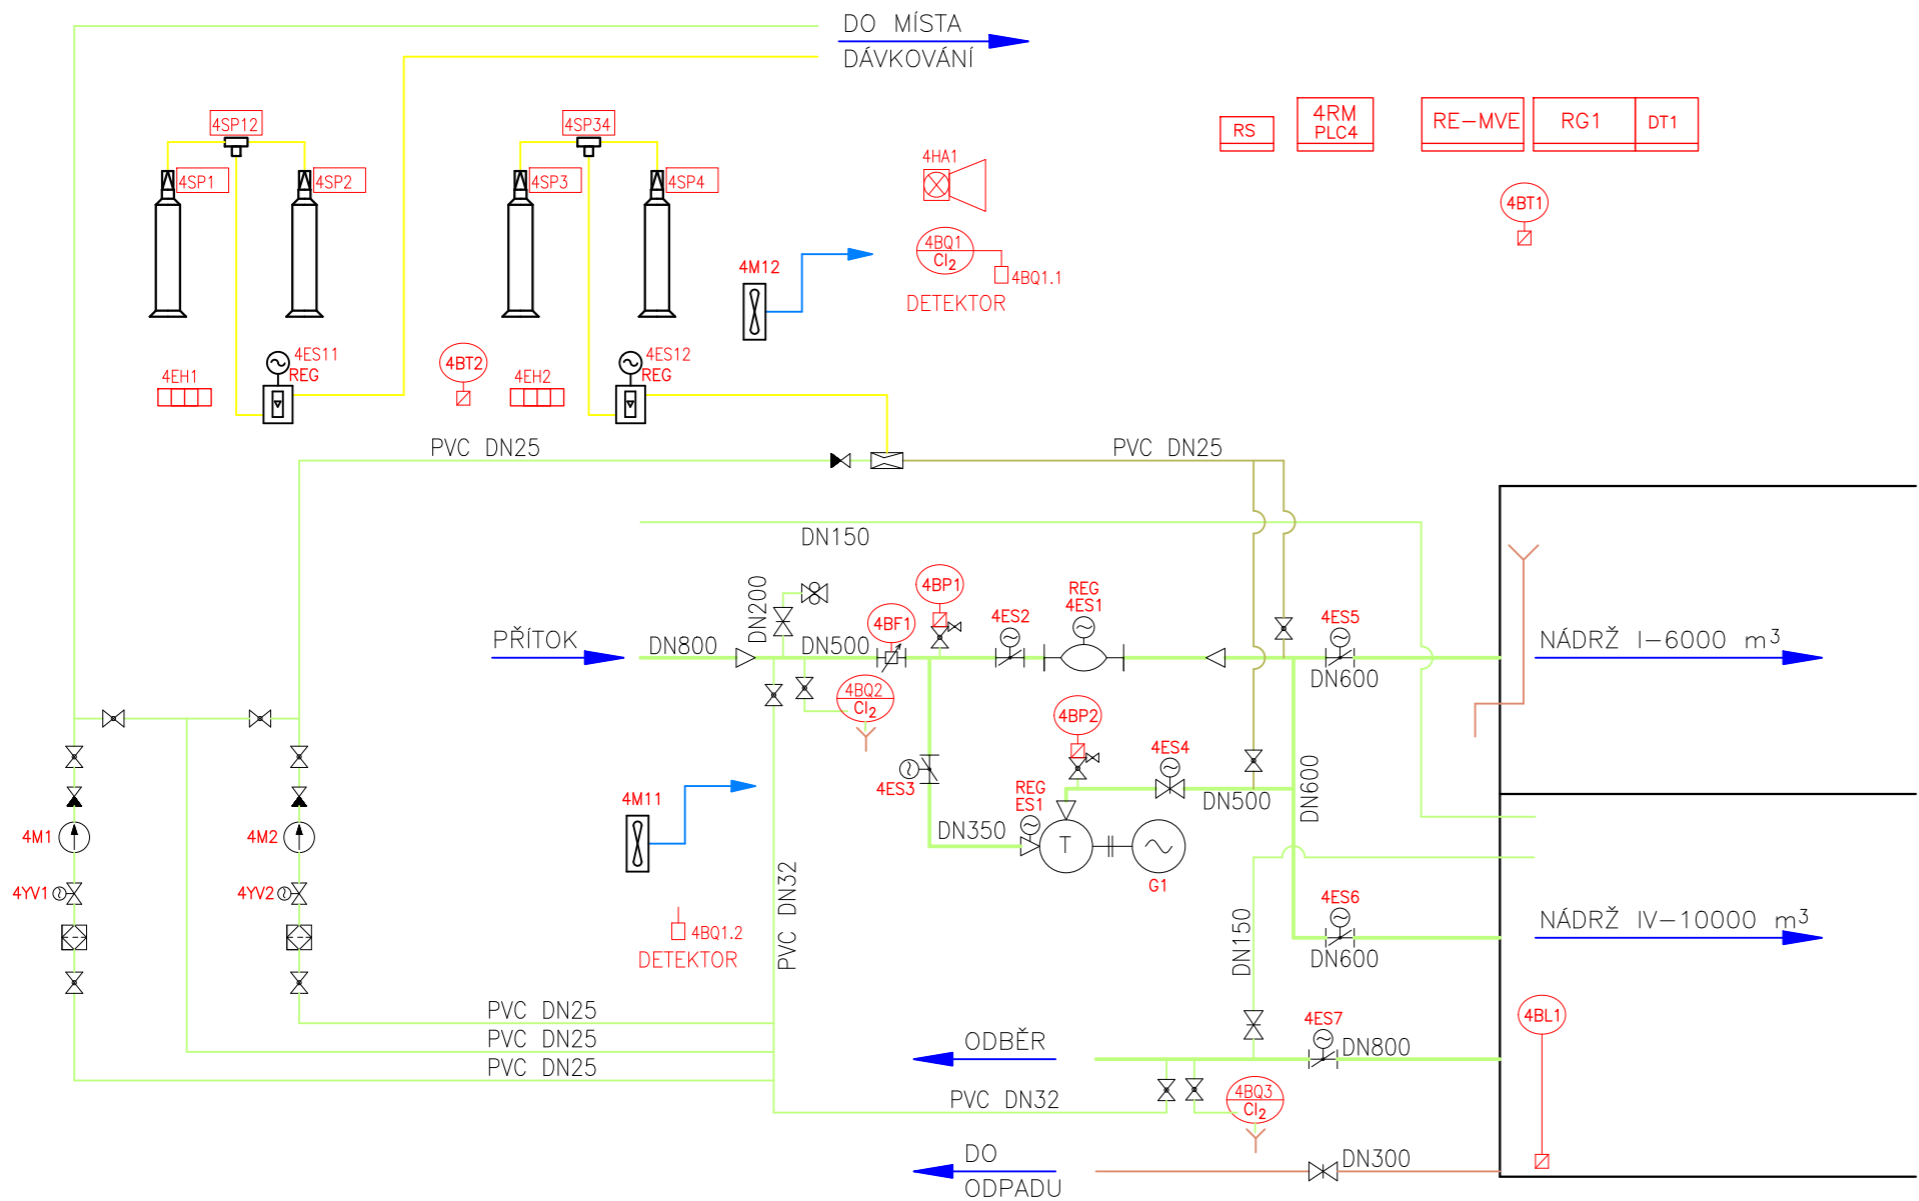 DO MÍSTA
DÁVKOVÁNÍ
4SP12
4SP34
4SP1
4SP2
4SP3
4SP4
RS
4RM
PLC4
RE-MVE
RG1
DT1
4HA1
4BT1
4BQ1
Cl2
4BQ1.1
DETEKTOR
4M12
4ES11
REG
4EH1
4BT2
4EH2
4ES12
REG
PVC DN25
PVC DN25
DN150
PŘÍTOK
DN800
DN200
DN500
4BF1
4BP1
4ES2
REG
4ES1
4ES5
DN600
NÁDRŽ I-6000 m³
4BQ2
Cl2
4BP2
4ES4
4ES3
DN500
DN600
REG
ES1
DN350
T
G1
4M11
4M1
4M2
4YV1
4YV2
4BQ1.2
DETEKTOR
PVC DN32
DN150
4ES6
DN600
NÁDRŽ IV-10000 m³
PVC DN25
PVC DN25
PVC DN25
ODBĚR
4ES7
DN800
4BL1
PVC DN32
4BQ3
Cl2
DO
ODPADU
DN300